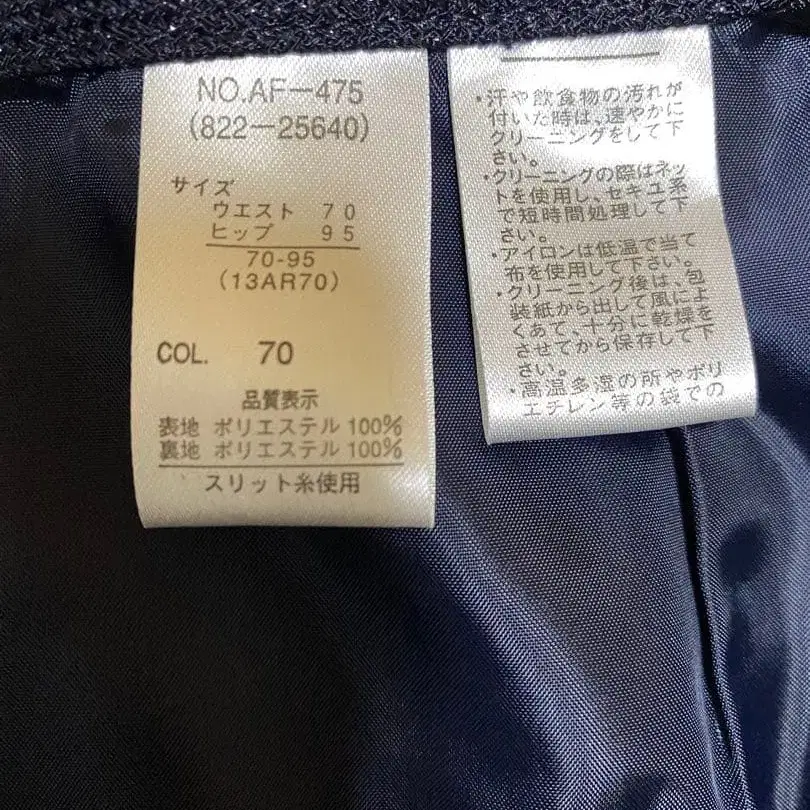 NO.AF-475
(822-25640)
サイズ
ウエスト 70
ヒップ 95
70-95
(13AR70)
COL. 70
品質表示
表地 ポリエステル 100%
裏地 ポリエステル 100%
スリット糸使用
・汗や飲食物の汚れが
付いた時は、速やかに
クリーニングをして下
さい。
・クリーニングの際はネッ
トを使用し、セキユ系
で短時間処理して下
さい。
・アイロンは低温で当て
布を使用して下さい。
・クリーニング後は、包
装紙から出して風によ
くあて、十分に乾燥を
させてから保存して下
さい。
・高温多湿の所やポリ
エチレン等の袋での